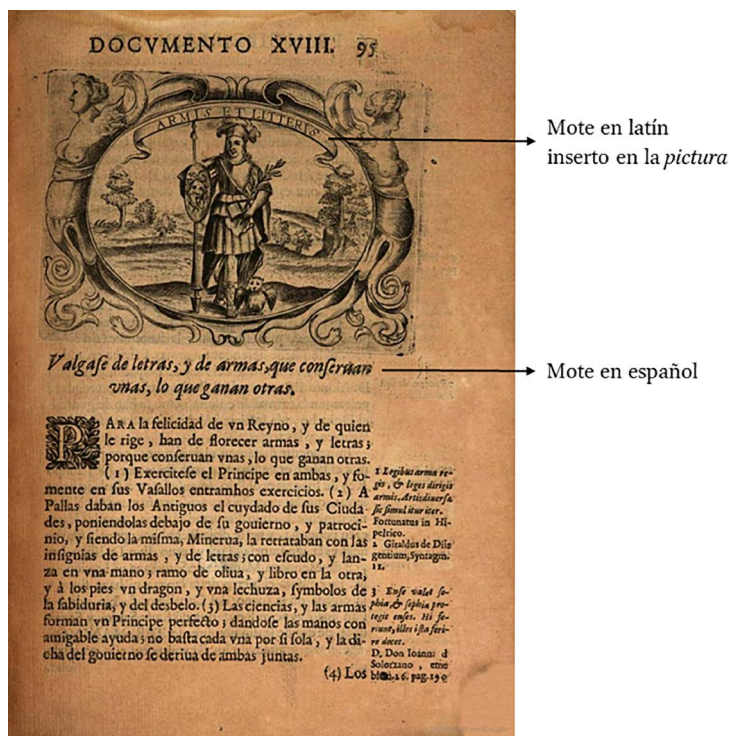 DOCVMENTO XVIII. 95
ARMIS ET LITTERIS
Mote en latín
inserto en la pictura
Valgaſe de letras, y de armas, que conſeruan
vnas, lo que ganan otras.
Mote en español
PARA la felicidad de vn Reyno, y de quien
le rige, han de florecer armas, y letras;
porque conſeruan vnas, lo que ganan otras.
(1) Exerciteſe el Principe en ambas, y fo-
mente en ſus Vaſallos entramhos exercicios. (2) A
Pallas daban los Antiguos el cuydado de ſus Ciuda-
des, poniendolas debajo de ſu gouierno, y patroci-
nio, y ſiendo la miſma, Minerua, la retrataban con las
inſignias de armas, y de letras; con eſcudo, y lan-
za en vna mano; ramo de oliua, y libro en la otra,
y à los pies vn dragon, y vna lechuza, ſymbolos de
la ſabiduria, y del desbelo. (3) Las ciencias, y las armas
forman vn Principe perfecto; dandoſe las manos con
amigable ayuda; no baſta cada vna por ſi ſola, y la di-
cha del gouierno ſe deriua de ambas juntas.
(4) Los
1 Legibus arma re-
gis, & leges dirigis
armis. Artis diuerſa
ſic ſimul itur iter.
Fortunatus in Hi-
peltico.
2 Giraldus de Diis
gentium, Syntagm.
11.
3 Enſe valet ſo-
phia, & ſophia pro-
tegit enſes. Hi fe-
riunt, illos iſta feri-
re docet.
D. Don Ioann: d
Solorzano, eme
blem. 26. pag. 190